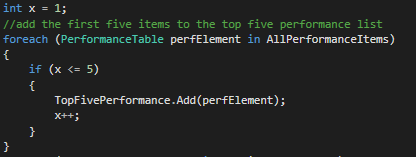 int x = 1;
//add the first five items to the top five performance list
foreach (PerformanceTable perfElement in AllPerformanceItems)
{
    if (x <= 5)
    {
        TopFivePerformance.Add(perfElement);
        x++;
    }
}